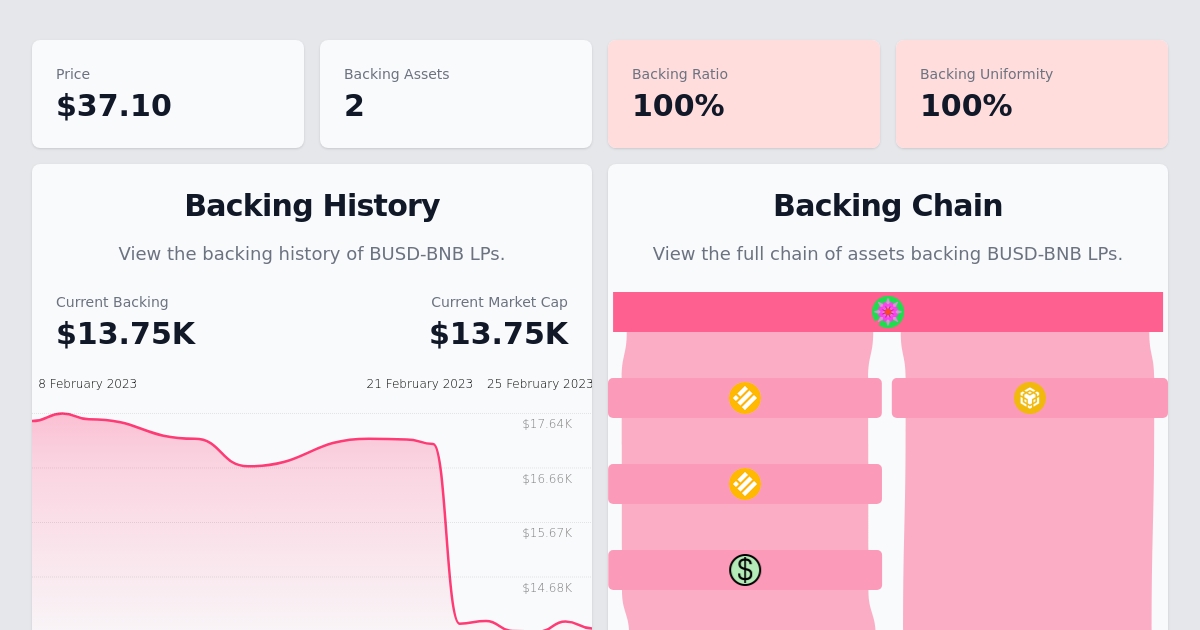 Price
$37.10
Backing Assets
2
Backing Ratio
100%
Backing Uniformity
100%
Backing History
View the backing history of BUSD-BNB LPs.
Current Backing
$13.75K
Current Market Cap
$13.75K
8 February 2023
21 February 2023
25 February 2023
$17.64K
$16.66K
$15.67K
$14.68K
Backing Chain
View the full chain of assets backing BUSD-BNB LPs.
$